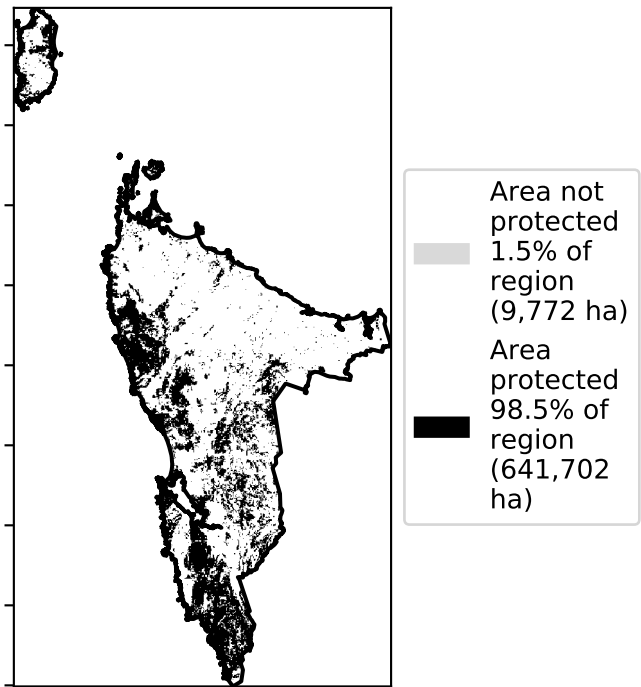 Area not
protected
1.5% of
region
(9,772 ha)
Area
protected
98.5% of
region
(641,702
ha)